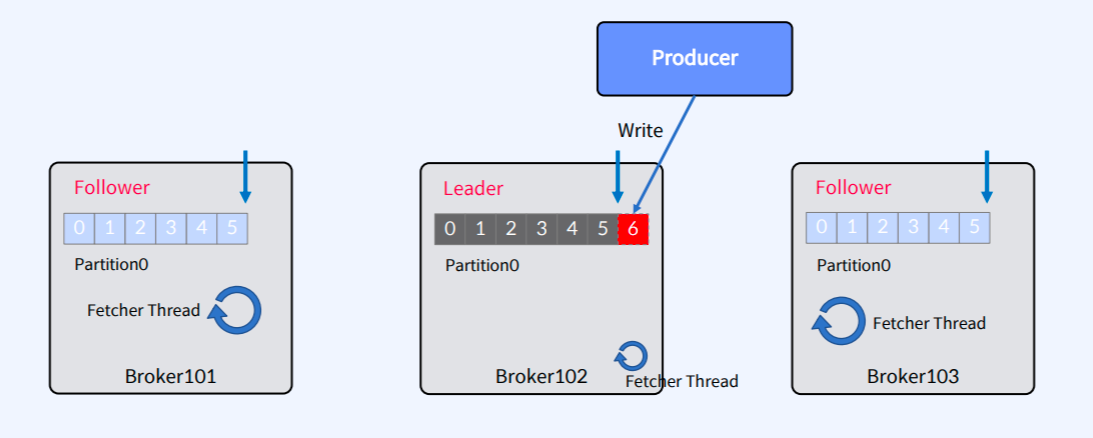 Producer
Write
Follower
0 1 2 3 4 5
Partition0
Fetcher Thread
Broker101
Leader
0 1 2 3 4 5 6
Partition0
Broker102
Fetcher Thread
Follower
0 1 2 3 4 5
Partition0
Fetcher Thread
Broker103